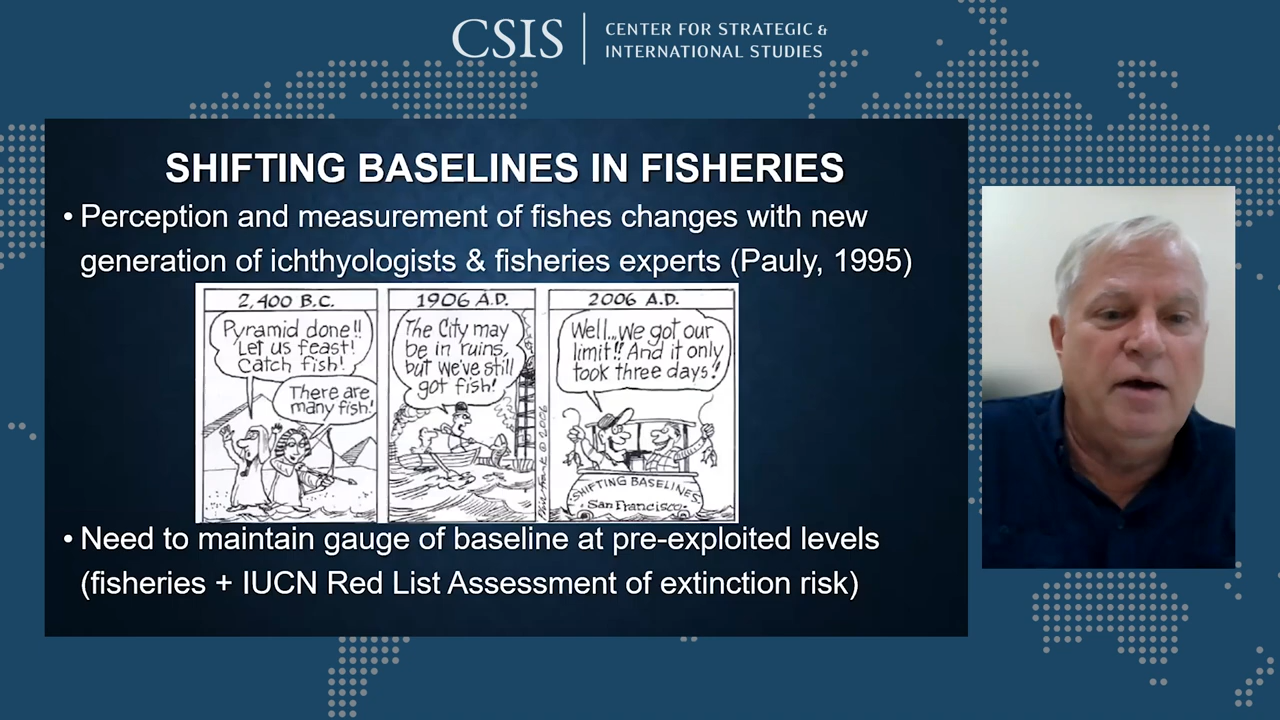 CSIS
CENTER FOR STRATEGIC &
INTERNATIONAL STUDIES
SHIFTING BASELINES IN FISHERIES
• Perception and measurement of fishes changes with new
generation of ichthyologists & fisheries experts (Pauly, 1995)
2,400 B.C.
Pyramid done!!
Let us feast!
Catch fish!
There are
many fish!
1906 A.D.
The City may
be in ruins,
but we've still
got fish!
© 2006
2006 A.D.
Well...we got our
limit!! And it only
took three days!
SHIFTING BASELINES
San Francisco
• Need to maintain gauge of baseline at pre-exploited levels
(fisheries + IUCN Red List Assessment of extinction risk)